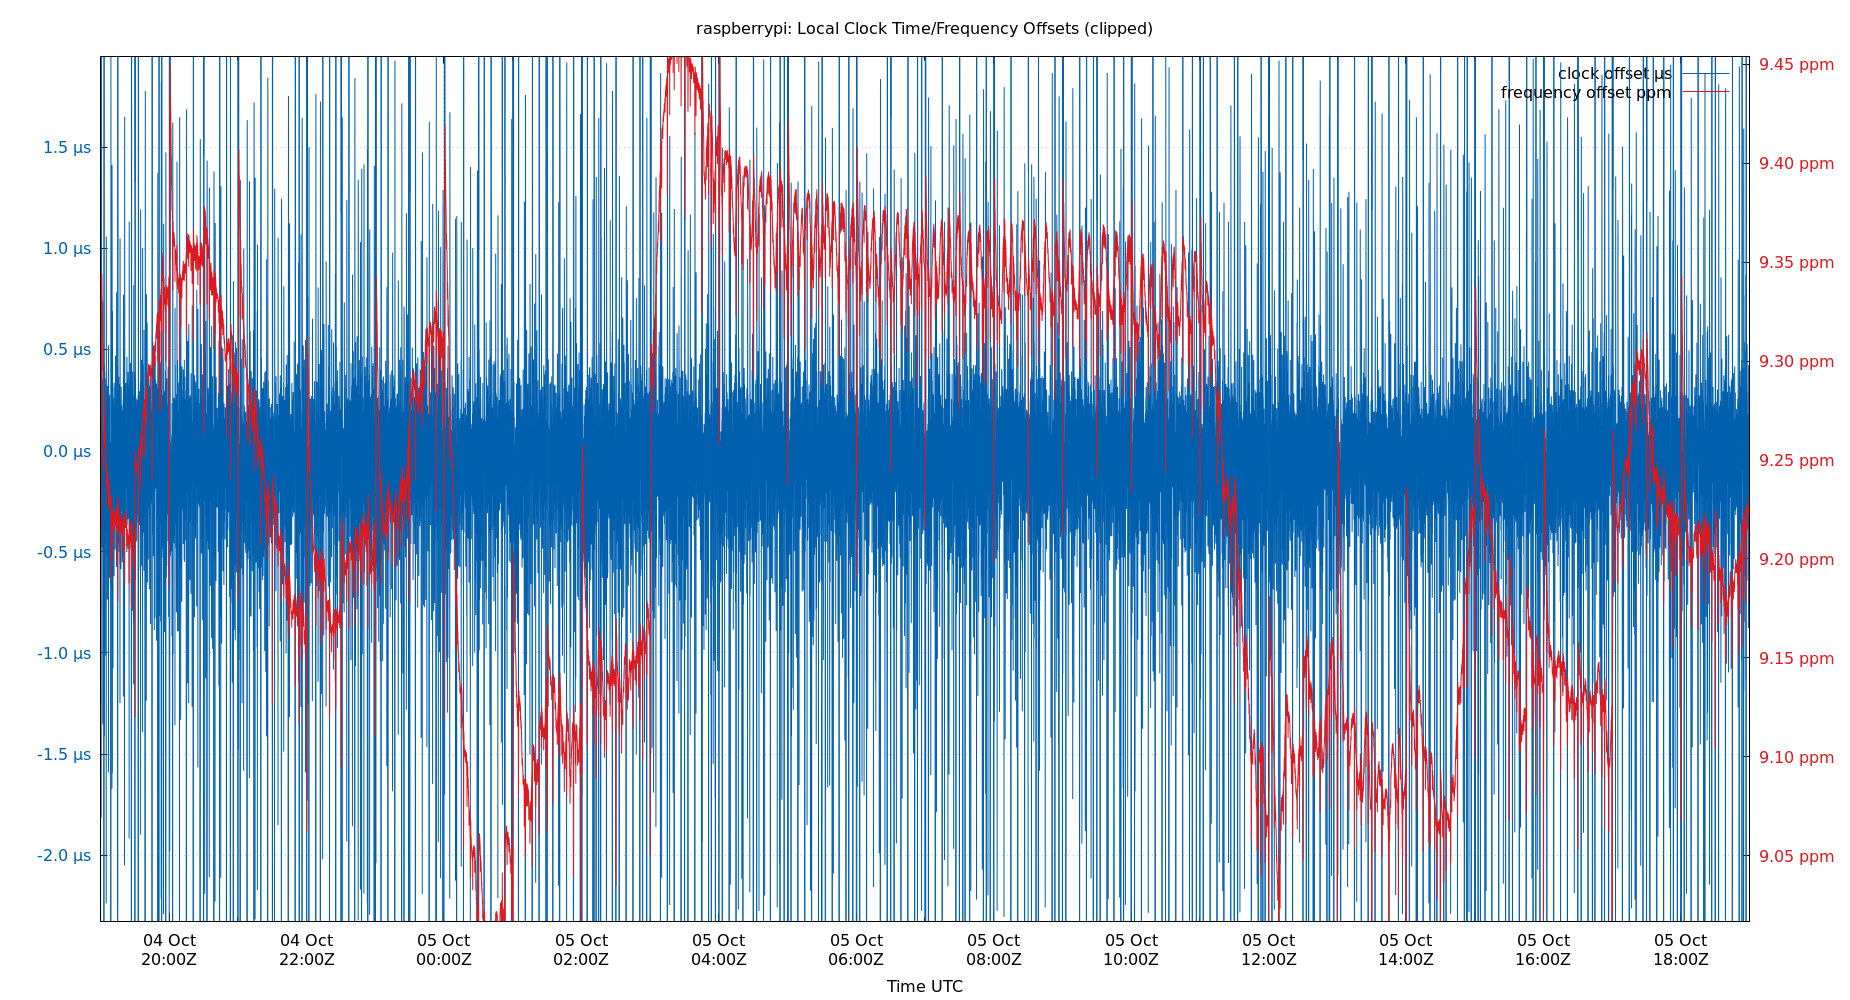 raspberrypi: Local Clock Time/Frequency Offsets (clipped)
clock offset µs
frequency offset ppm
1.5 µs
1.0 µs
0.5 µs
0.0 µs
-0.5 µs
-1.0 µs
-1.5 µs
-2.0 µs
9.45 ppm
9.40 ppm
9.35 ppm
9.30 ppm
9.25 ppm
9.20 ppm
9.15 ppm
9.10 ppm
9.05 ppm
04 Oct 04 Oct 05 Oct 05 Oct 05 Oct 05 Oct 05 Oct 05 Oct 05 Oct 05 Oct 05 Oct 05 Oct
20:00Z 22:00Z 00:00Z 02:00Z 04:00Z 06:00Z 08:00Z 10:00Z 12:00Z 14:00Z 16:00Z 18:00Z
Time UTC